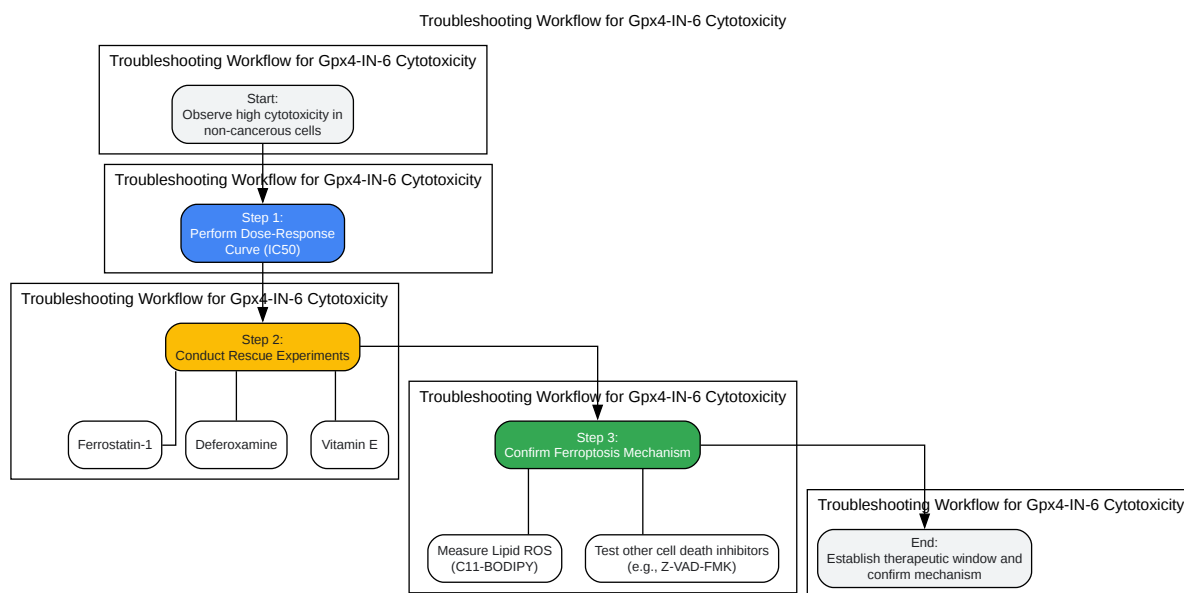 Troubleshooting Workflow for Gpx4-IN-6 Cytotoxicity
Troubleshooting Workflow for Gpx4-IN-6 Cytotoxicity
Start:
Observe high cytotoxicity in
non-cancerous cells
Troubleshooting Workflow for Gpx4-IN-6 Cytotoxicity
Step 1:
Perform Dose-Response
Curve (IC50)
Troubleshooting Workflow for Gpx4-IN-6 Cytotoxicity
Step 2:
Conduct Rescue Experiments
Ferrostatin-1
Deferoxamine
Vitamin E
Troubleshooting Workflow for Gpx4-IN-6 Cytotoxicity
Step 3:
Confirm Ferroptosis Mechanism
Measure Lipid ROS
(C11-BODIPY)
Test other cell death inhibitors
(e.g., Z-VAD-FMK)
Troubleshooting Workflow for Gpx4-IN-6 Cytotoxicity
End:
Establish therapeutic window and
confirm mechanism